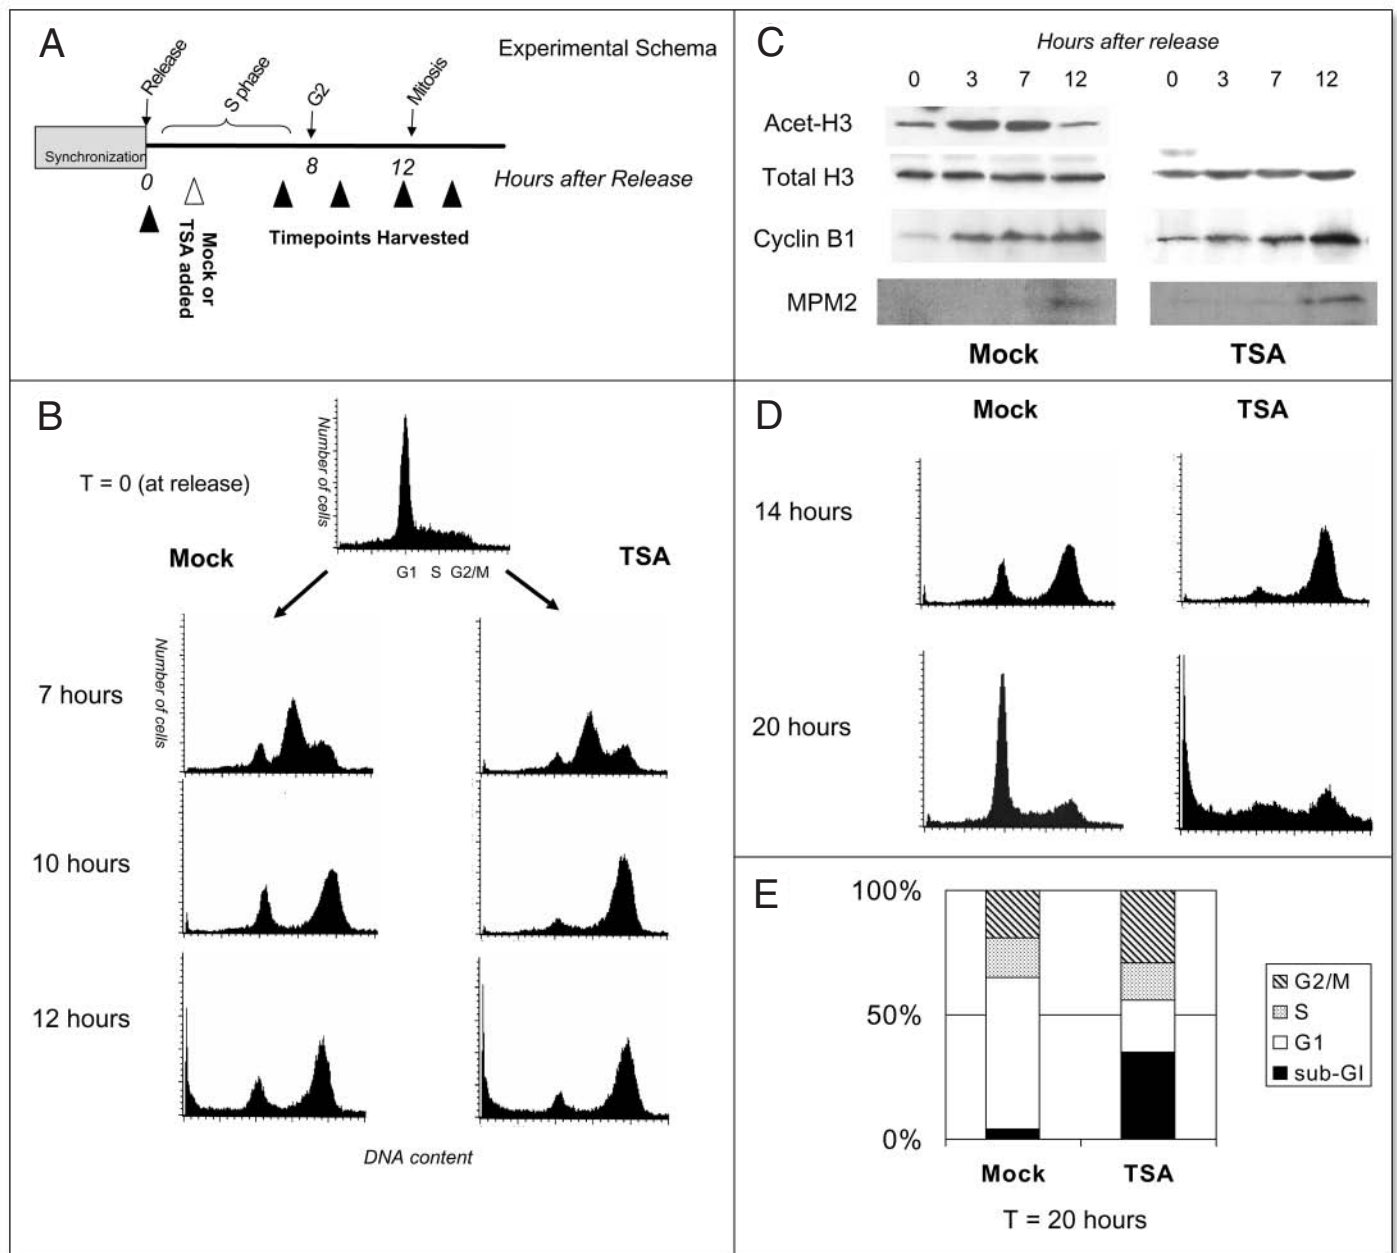 A
Experimental Schema
Release
S phase
G2
Mitosis
Synchronization
0
8
12
Hours after Release
Mock or
TSA added
Timepoints Harvested
B
T = 0 (at release)
Number of cells
G1 S G2/M
Mock
TSA
Number of cells
7 hours
10 hours
12 hours
DNA content
C
Hours after release
0 3 7 12 0 3 7 12
Acet-H3
Total H3
Cyclin B1
MPM2
Mock TSA
D
Mock TSA
14 hours
20 hours
E
100%
50%
0%
G2/M
S
G1
sub-GI
Mock TSA
T = 20 hours